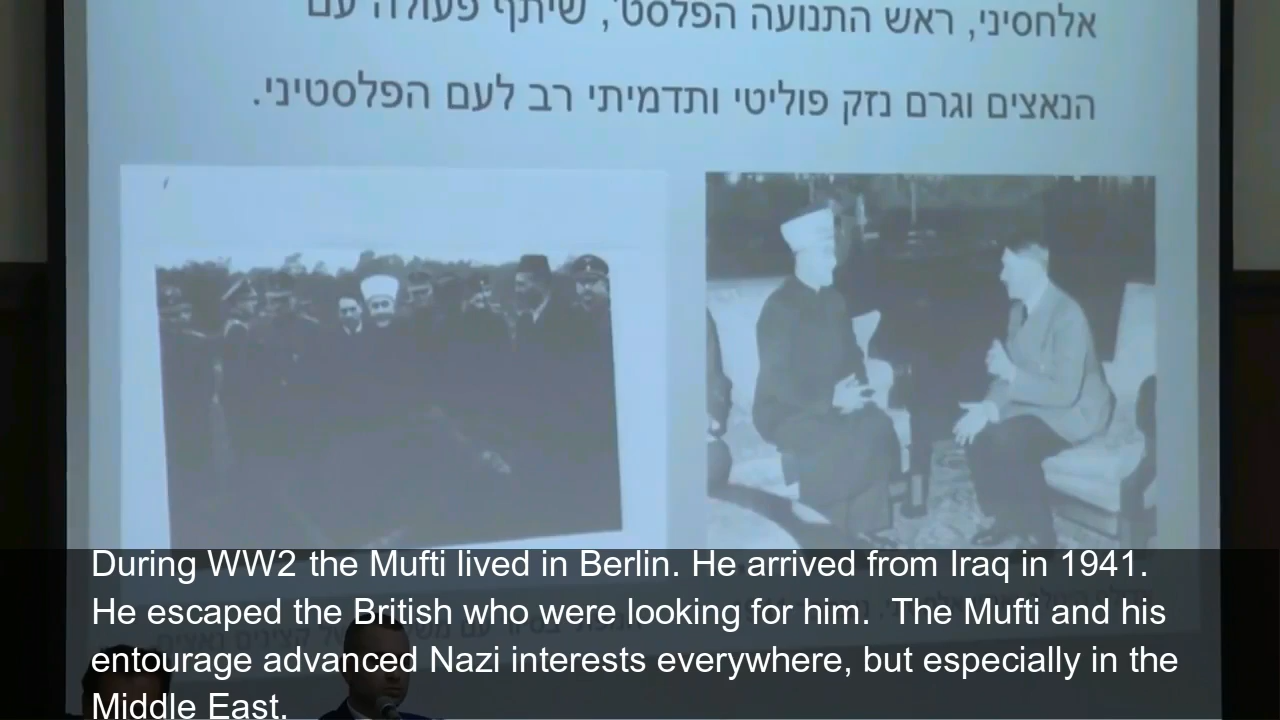 אלחסיני, ראש התנועה הפלסט', שיתף פעולה עם
הנאצים וגרם נזק פוליטי ותדמיתי רב לעם הפלסטיני.
During WW2 the Mufti lived in Berlin. He arrived from Iraq in 1941.
He escaped the British who were looking for him. The Mufti and his
entourage advanced Nazi interests everywhere, but especially in the
Middle East.